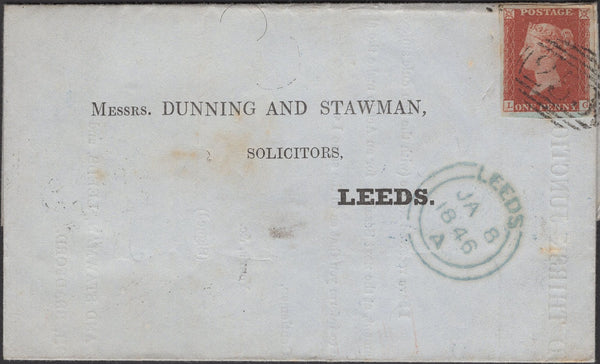 POSTAGE
L ONE PENNY G
MESSRS. DUNNING AND STAWMAN,
SOLICITORS,
LEEDS.
LEEDS
JA 8
1846
A